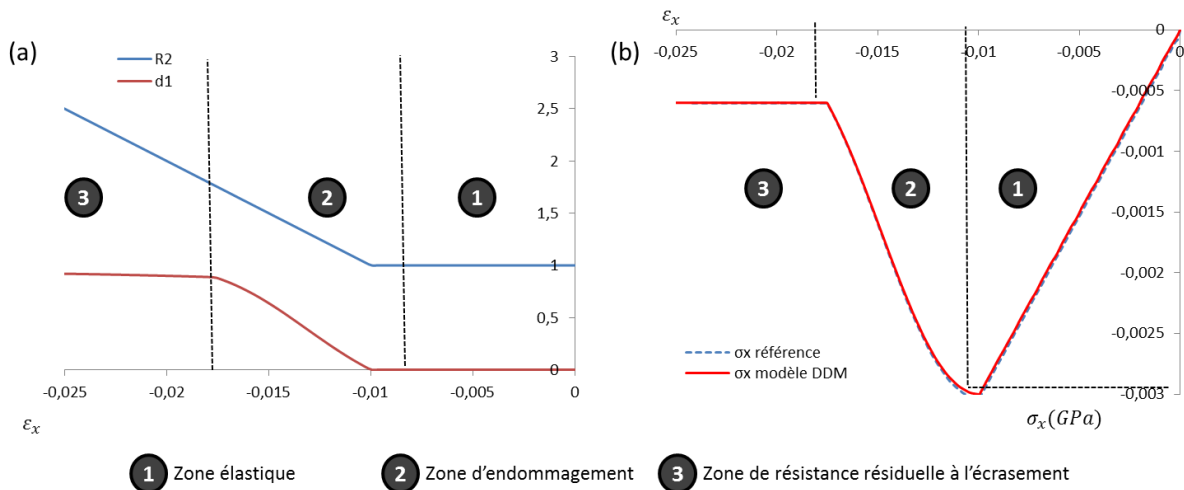 (a)
R2
d1
3
2,5
2
1,5
1
0,5
0
3
2
1
-0,025
-0,02
-0,015
-0,01
-0,005
0
εx
(b)
εx
-0,025
-0,02
-0,015
-0,01
-0,005
0
0
-0,0005
-0,001
-0,0015
-0,002
-0,0025
-0,003
3
2
1
σx référence
σx modèle DDM
σx(GPa)
1 Zone élastique
2 Zone d'endommagement
3 Zone de résistance résiduelle à l'écrasement